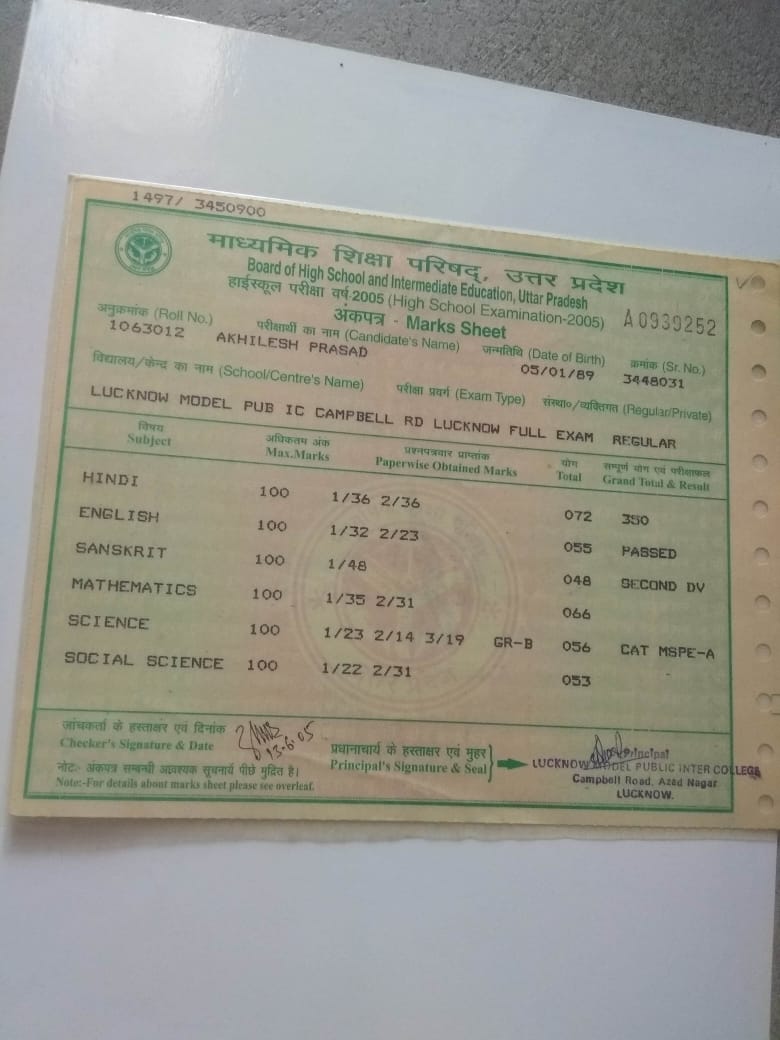 1497/ 3450900
माध्यमिक शिक्षा परिषद्, उत्तर प्रदेश
Board of High School and Intermediate Education, Uttar Pradesh
हाईस्कूल परीक्षा वर्ष-2005 (High School Examination-2005)
अंकपत्र - Marks Sheet
A0939252
अनुक्रमांक (Roll No.) परीक्षार्थी का नाम (Candidate's Name) जन्मतिथि (Date of Birth) क्रमांक (Sr. No.)
1063012 AKHILESH PRASAD 05/01/89 3448031
विद्यालय/केन्द्र का नाम (School/Centre's Name) परीक्षा प्रवर्ग (Exam Type) संस्था०/व्यक्तिगत (Regular/Private)
LUCKNOW MODEL PUB IC CAMPBELL RD LUCKNOW FULL EXAM REGULAR
विषय अधिकतम अंक प्रश्नपत्रवार प्राप्तांक योग सम्पूर्ण योग एवं परीक्षाफल
Subject Max.Marks Paperwise Obtained Marks Total Grand Total & Result
HINDI 100 1/36 2/36 072 350
ENGLISH 100 1/32 2/23 055 PASSED
SANSKRIT 100 1/48 048 SECOND DV
MATHEMATICS 100 1/35 2/31 066
SCIENCE 100 1/23 2/14 3/19 GR-B 056 CAT MSPE-A
SOCIAL SCIENCE 100 1/22 2/31 053
जांचकर्ता के हस्ताक्षर एवं दिनांक
Checker's Signature & Date
13-6-05
प्रधानाचार्य के हस्ताक्षर एवं मुहर
Principal's Signature & Seal
Principal
LUCKNOW MODEL PUBLIC INTER COLLEGE
Campbell Road, Azad Nagar
LUCKNOW.
नोटः- अंकपत्र सम्बन्धी आवश्यक सूचनायें पीछे मुद्रित है।
Note:-For details about marks sheet please see overleaf.